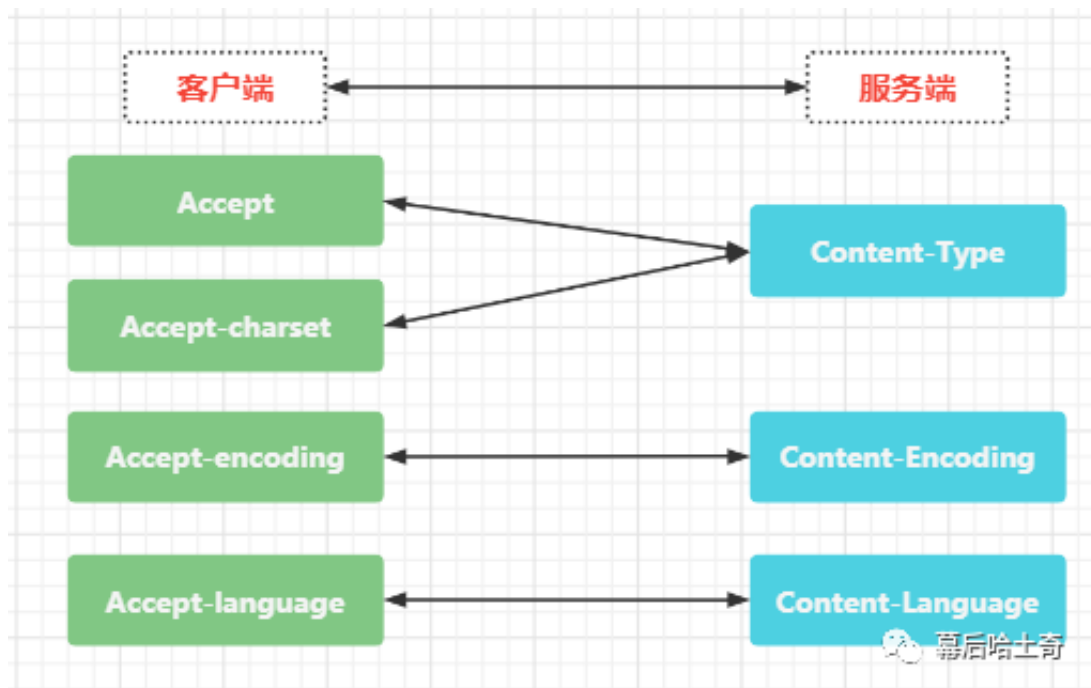 客户端
服务端
Accept
Content-Type
Accept-charset
Accept-encoding
Content-Encoding
Accept-language
Content-Language
幕后哈士奇